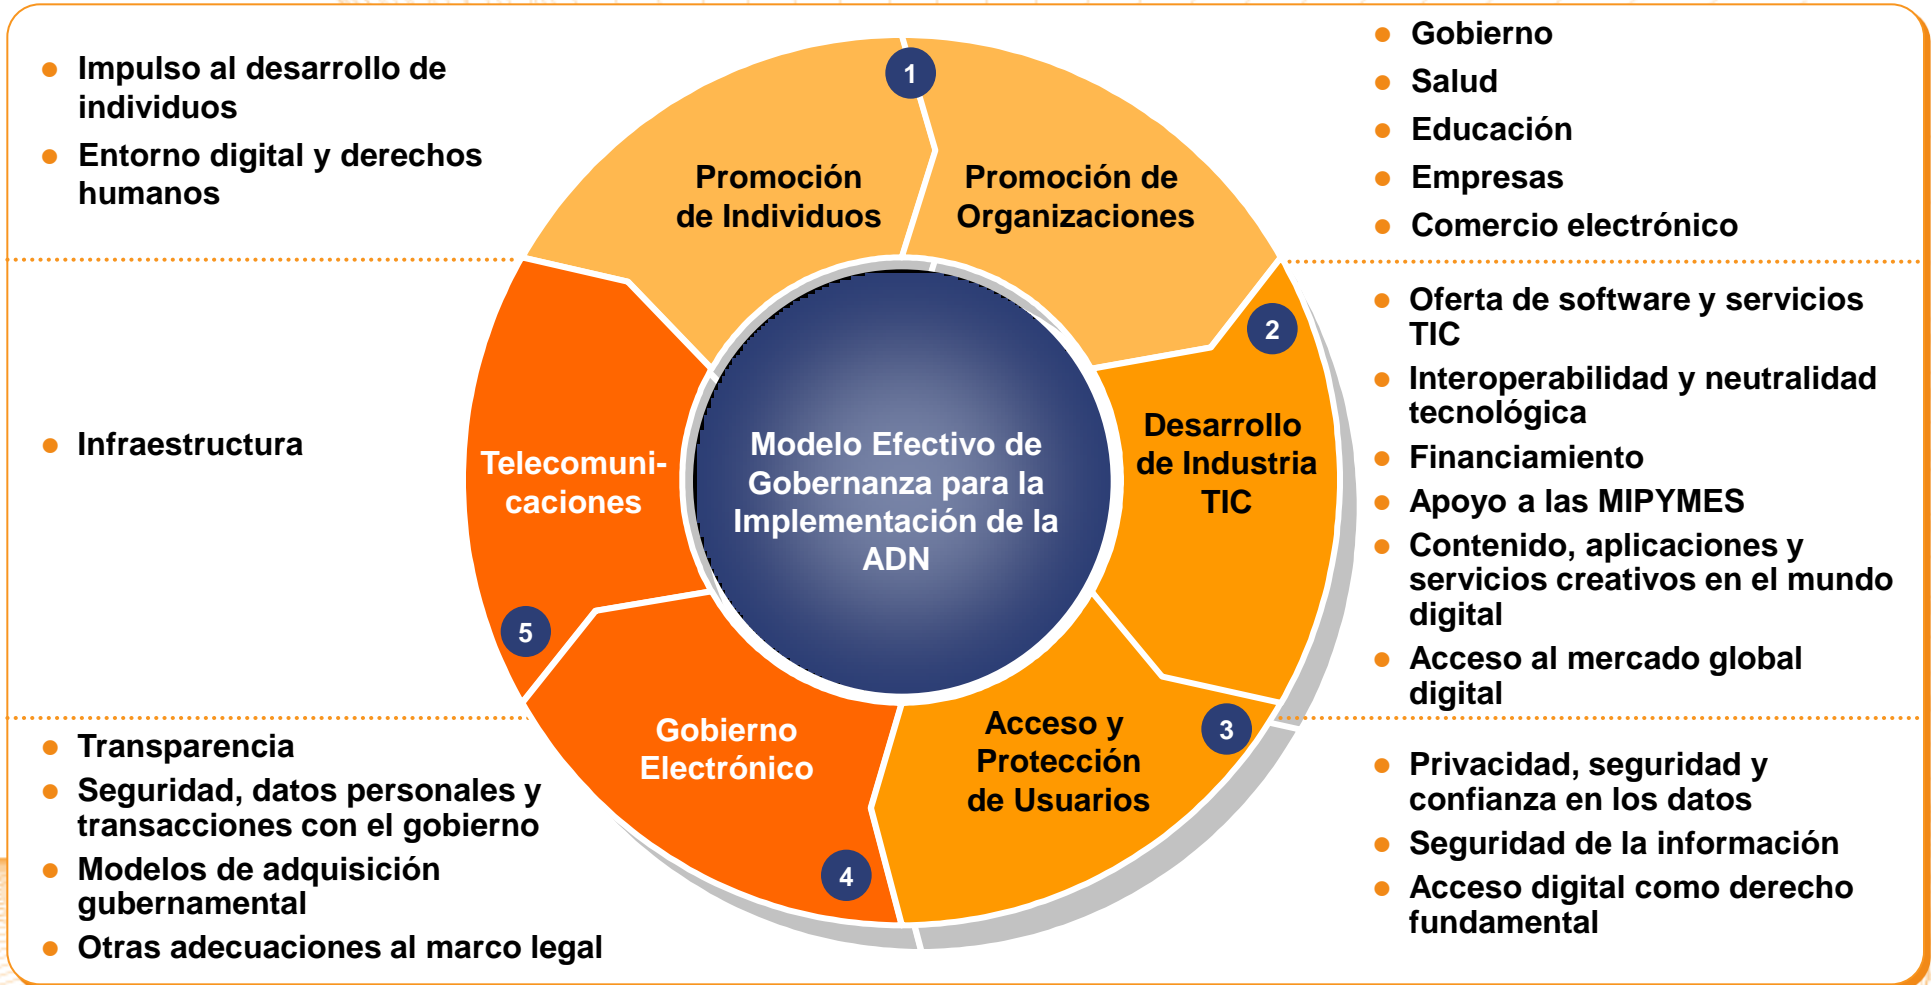 Impulso al desarrollo de
individuos
Entorno digital y derechos
humanos
Infraestructura
Transparencia
Seguridad, datos personales y
transacciones con el gobierno
Modelos de adquisición
gubernamental
Otras adecuaciones al marco legal
1
Promoción
de Individuos
Promoción de
Organizaciones
2
Desarrollo
de Industria
TIC
3
Acceso y
Protección
de Usuarios
4
Gobierno
Electrónico
5
Telecomuni-
caciones
Modelo Efectivo de
Gobernanza para la
Implementación de la
ADN
Gobierno
Salud
Educación
Empresas
Comercio electrónico
Oferta de software y servicios
TIC
Interoperabilidad y neutralidad
tecnológica
Financiamiento
Apoyo a las MIPYMES
Contenido, aplicaciones y
servicios creativos en el mundo
digital
Acceso al mercado global
digital
Privacidad, seguridad y
confianza en los datos
Seguridad de la información
Acceso digital como derecho
fundamental